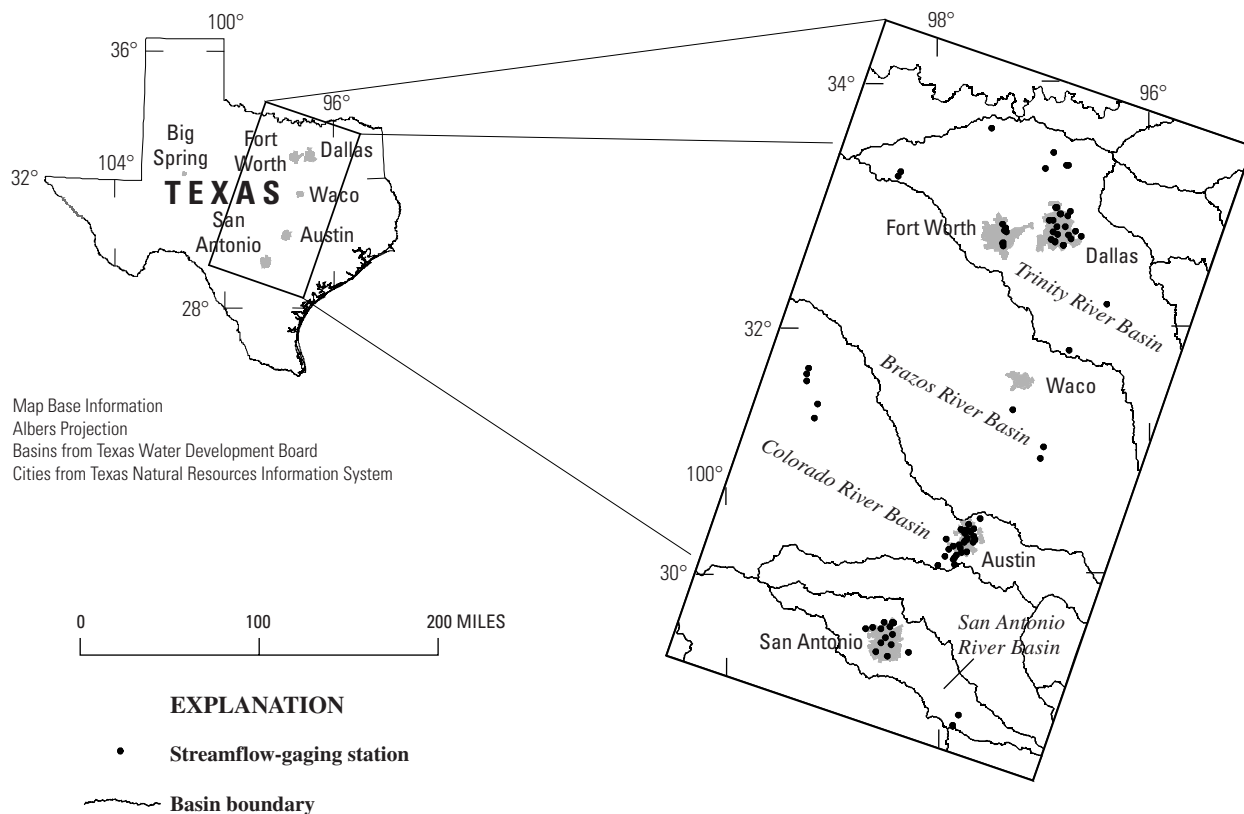 100°
36°
96°
Big
Spring
Fort
Worth
Dallas
104°
32°
TEXAS
Waco
San
Antonio
Austin
28°
Map Base Information
Albers Projection
Basins from Texas Water Development Board
Cities from Texas Natural Resources Information System
0 100 200 MILES
EXPLANATION
Streamflow-gaging station
Basin boundary
98°
34°
96°
Fort Worth
Dallas
Trinity River Basin
32°
Brazos River Basin
Waco
Colorado River Basin
100°
Austin
30°
San Antonio
San Antonio
River Basin